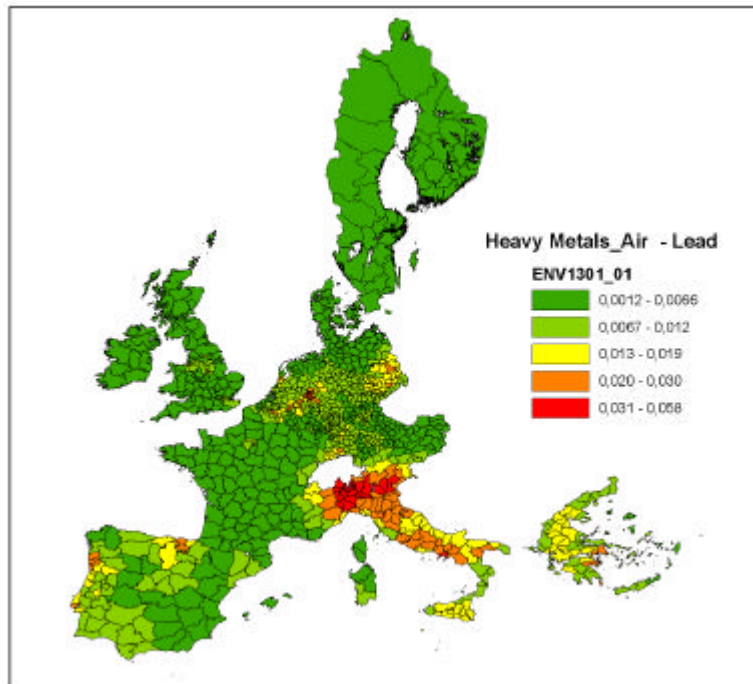 Heavy Metals_Air - Lead
ENV1301_01
0,0012 - 0,0066
0,0067 - 0,012
0,013 - 0,019
0,020 - 0,030
0,031 - 0,058